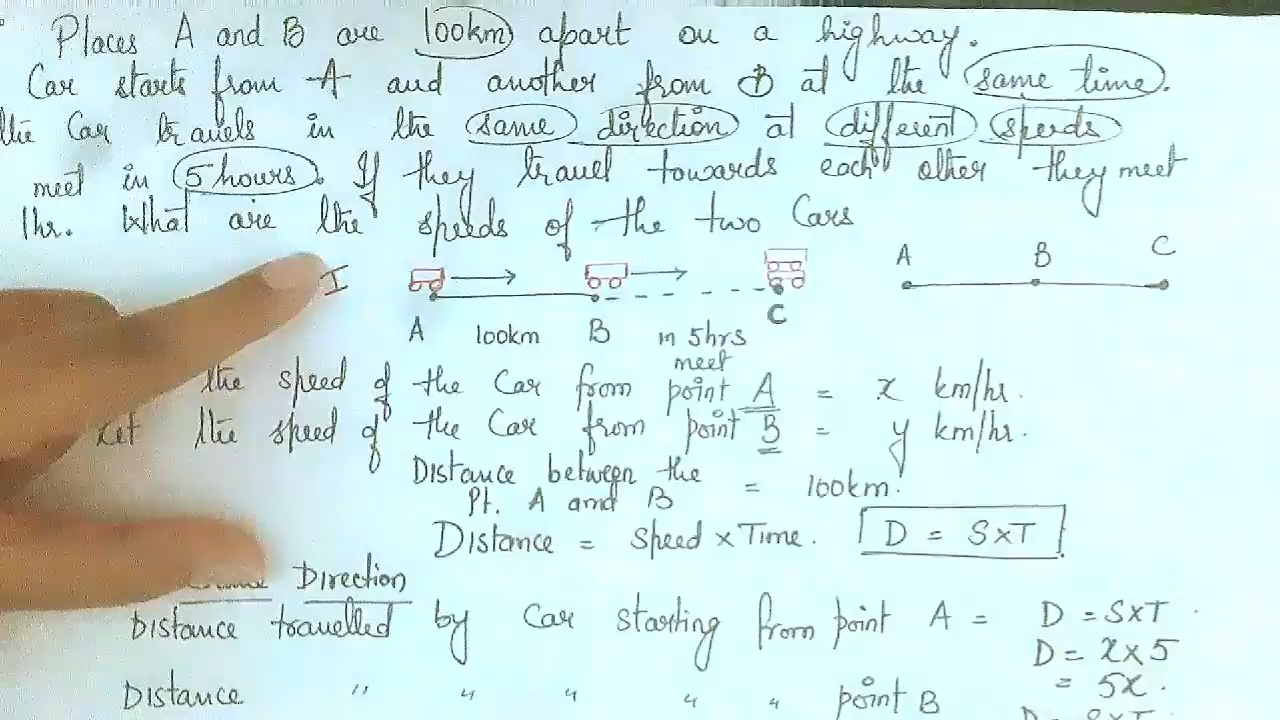 Places A and B are 100km apart on a highway.
Car starts from A and another from B at the same time.
the Car travels in the same direction at different speeds
meet in 5 hours. If they travel towards each other they meet
1hr. What are the speeds of the two Cars
I
A 100km B in 5hrs meet C
A B C
the speed of the Car from point A = x km/hr.
Let the speed of the Car from point B = y km/hr.
Distance between the Pt. A and B = 100km.
Distance = Speed × Time. D = S×T
Direction
Distance travelled by Car starting from point A = D = S×T
D = x×5
= 5x.
Distance " " " " " point B